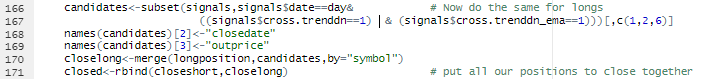 166 candidates<-subset(signals,signals$date==day& # Now do the same for longs
167 ((signals$cross.trenddn==1) | & (signals$cross.trenddn_ema==1)))[,c(1,2,6)]
168 names(candidates)[2]<-"closedate"
169 names(candidates)[3]<-"outprice"
170 closelong<-merge(longposition,candidates,by="symbol")
171 closed<-rbind(closeshort,closelong) # put all our positions to close together